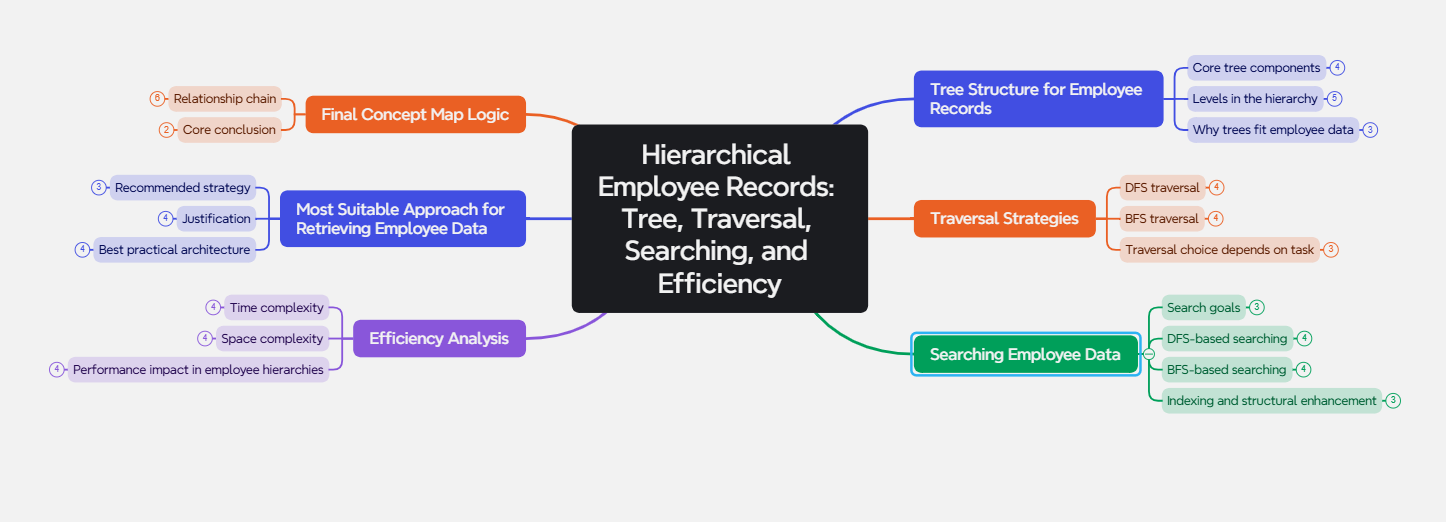 Hierarchical
Employee Records:
Tree, Traversal,
Searching, and
Efficiency
Tree Structure for Employee
Records
Core tree components
4
Levels in the hierarchy
5
Why trees fit employee data
3
Traversal Strategies
DFS traversal
4
BFS traversal
4
Traversal choice depends on task
3
Searching Employee Data
Search goals
3
DFS-based searching
4
BFS-based searching
4
Indexing and structural enhancement
3
Final Concept Map Logic
Relationship chain
6
Core conclusion
2
Most Suitable Approach for
Retrieving Employee Data
Recommended strategy
3
Justification
4
Best practical architecture
4
Efficiency Analysis
Time complexity
4
Space complexity
4
Performance impact in employee hierarchies
4